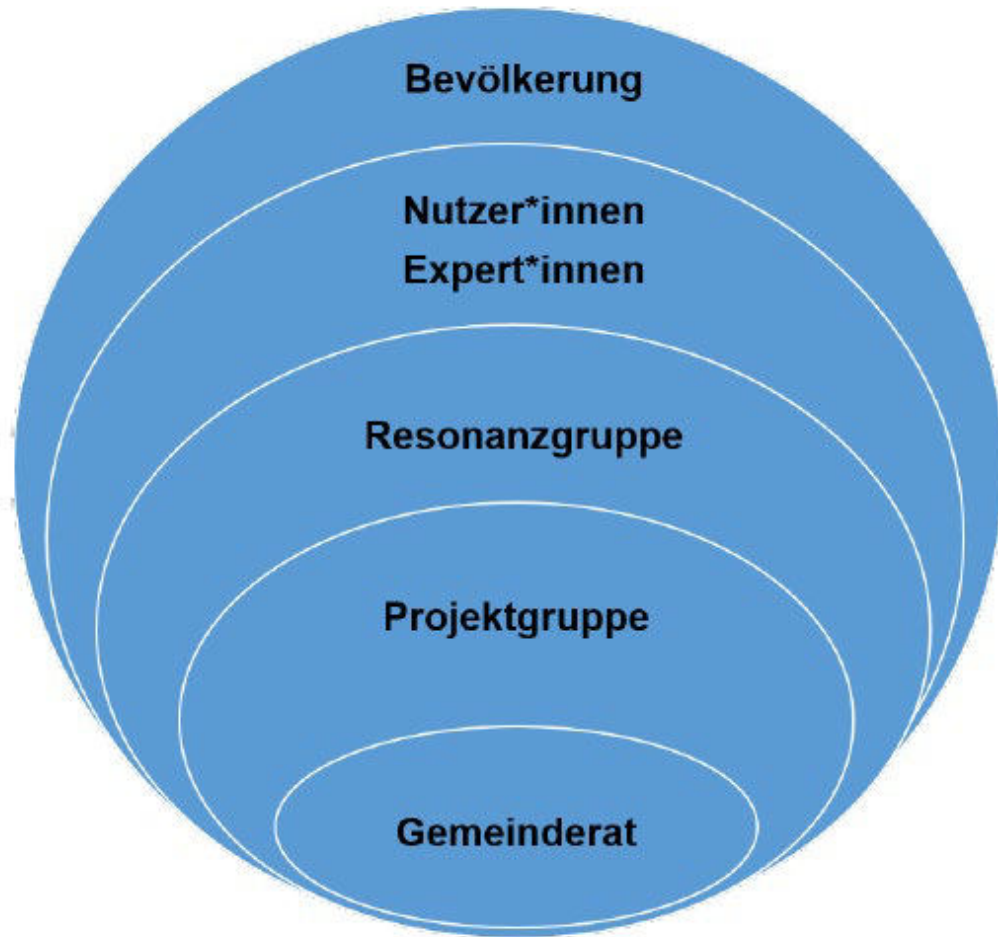 Bevölkerung
Nutzer*innen
Expert*innen
Resonanzgruppe
Projektgruppe
Gemeinderat